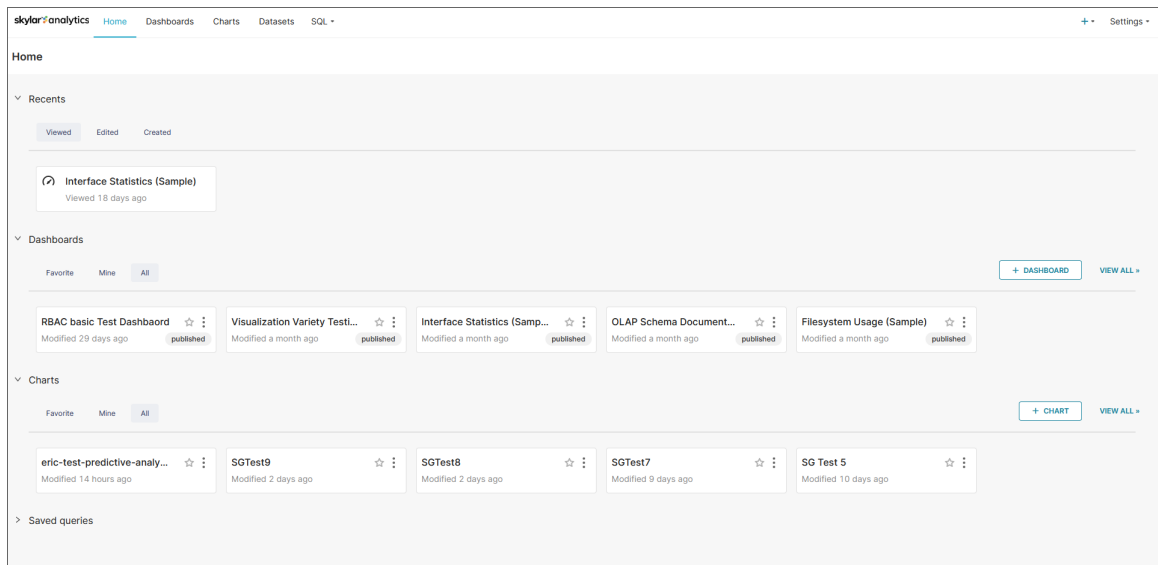 skylar analytics Home Dashboards Charts Datasets SQL + Settings
Home
Recents
Viewed Edited Created
Interface Statistics (Sample)
Viewed 18 days ago
Dashboards
Favorite Mine All + DASHBOARD VIEW ALL »
RBAC basic Test Dashbaord Visualization Variety Testi... Interface Statistics (Samp... OLAP Schema Document... Filesystem Usage (Sample)
Modified 29 days ago published Modified a month ago published Modified a month ago published Modified a month ago published Modified a month ago published
Charts
Favorite Mine All + CHART VIEW ALL »
eric-test-predictive-analy... SGTest9 SGTest8 SGTest7 SG Test 5
Modified 14 hours ago Modified 2 days ago Modified 2 days ago Modified 9 days ago Modified 10 days ago
Saved queries